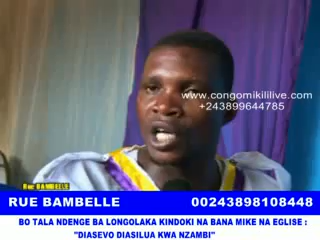 www.congomikililive.com
+243899644785
Rue BAMBELLE
RUE BAMBELLE 00243898108448
BO TALA NDENGE BA LONGOLAKA KINDOKI NA BANA MIKE NA EGLISE :
"DIASEVO DIASILUA KWA NZAMBI"